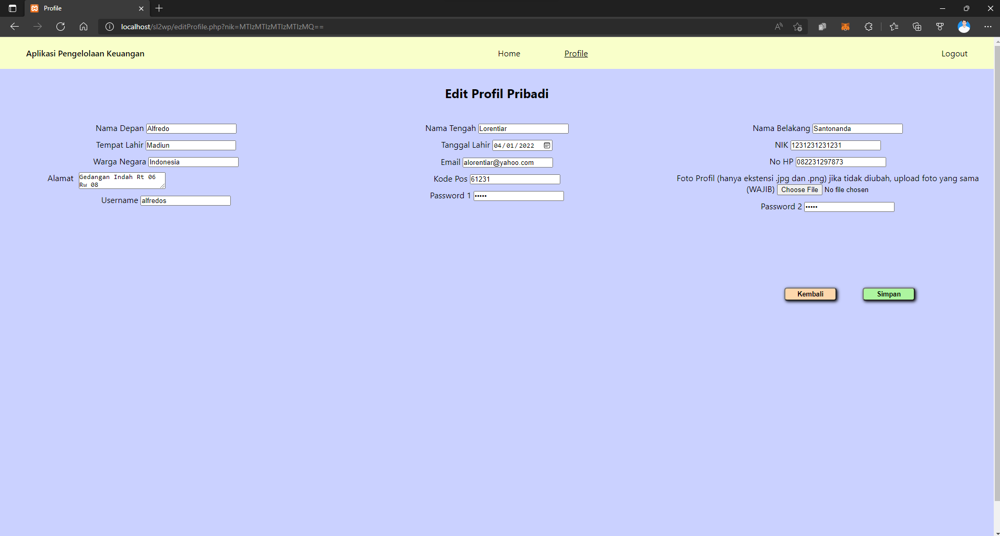 Profile
localhost/sl2wp/editProfile.php?nik=MTIzMTIzMTIzMTIzMQ==
Aplikasi Pengelolaan Keuangan Home Profile Logout
Edit Profil Pribadi
Nama Depan Alfredo Nama Tengah Lorentiar Nama Belakang Santonanda
Tempat Lahir Madiun Tanggal Lahir 04/01/2022 NIK 1231231231231
Warga Negara Indonesia Email alorentiar@yahoo.com No HP 082231297873
Alamat Gedangan Indah Rt 06
Rw 08
Kode Pos 61231
Foto Profil (hanya ekstensi .jpg dan .png) jika tidak diubah, upload foto yang sama
(WAJIB) Choose File No file chosen
Username alfredos Password 1 ••••• Password 2 •••••
Kembali Simpan